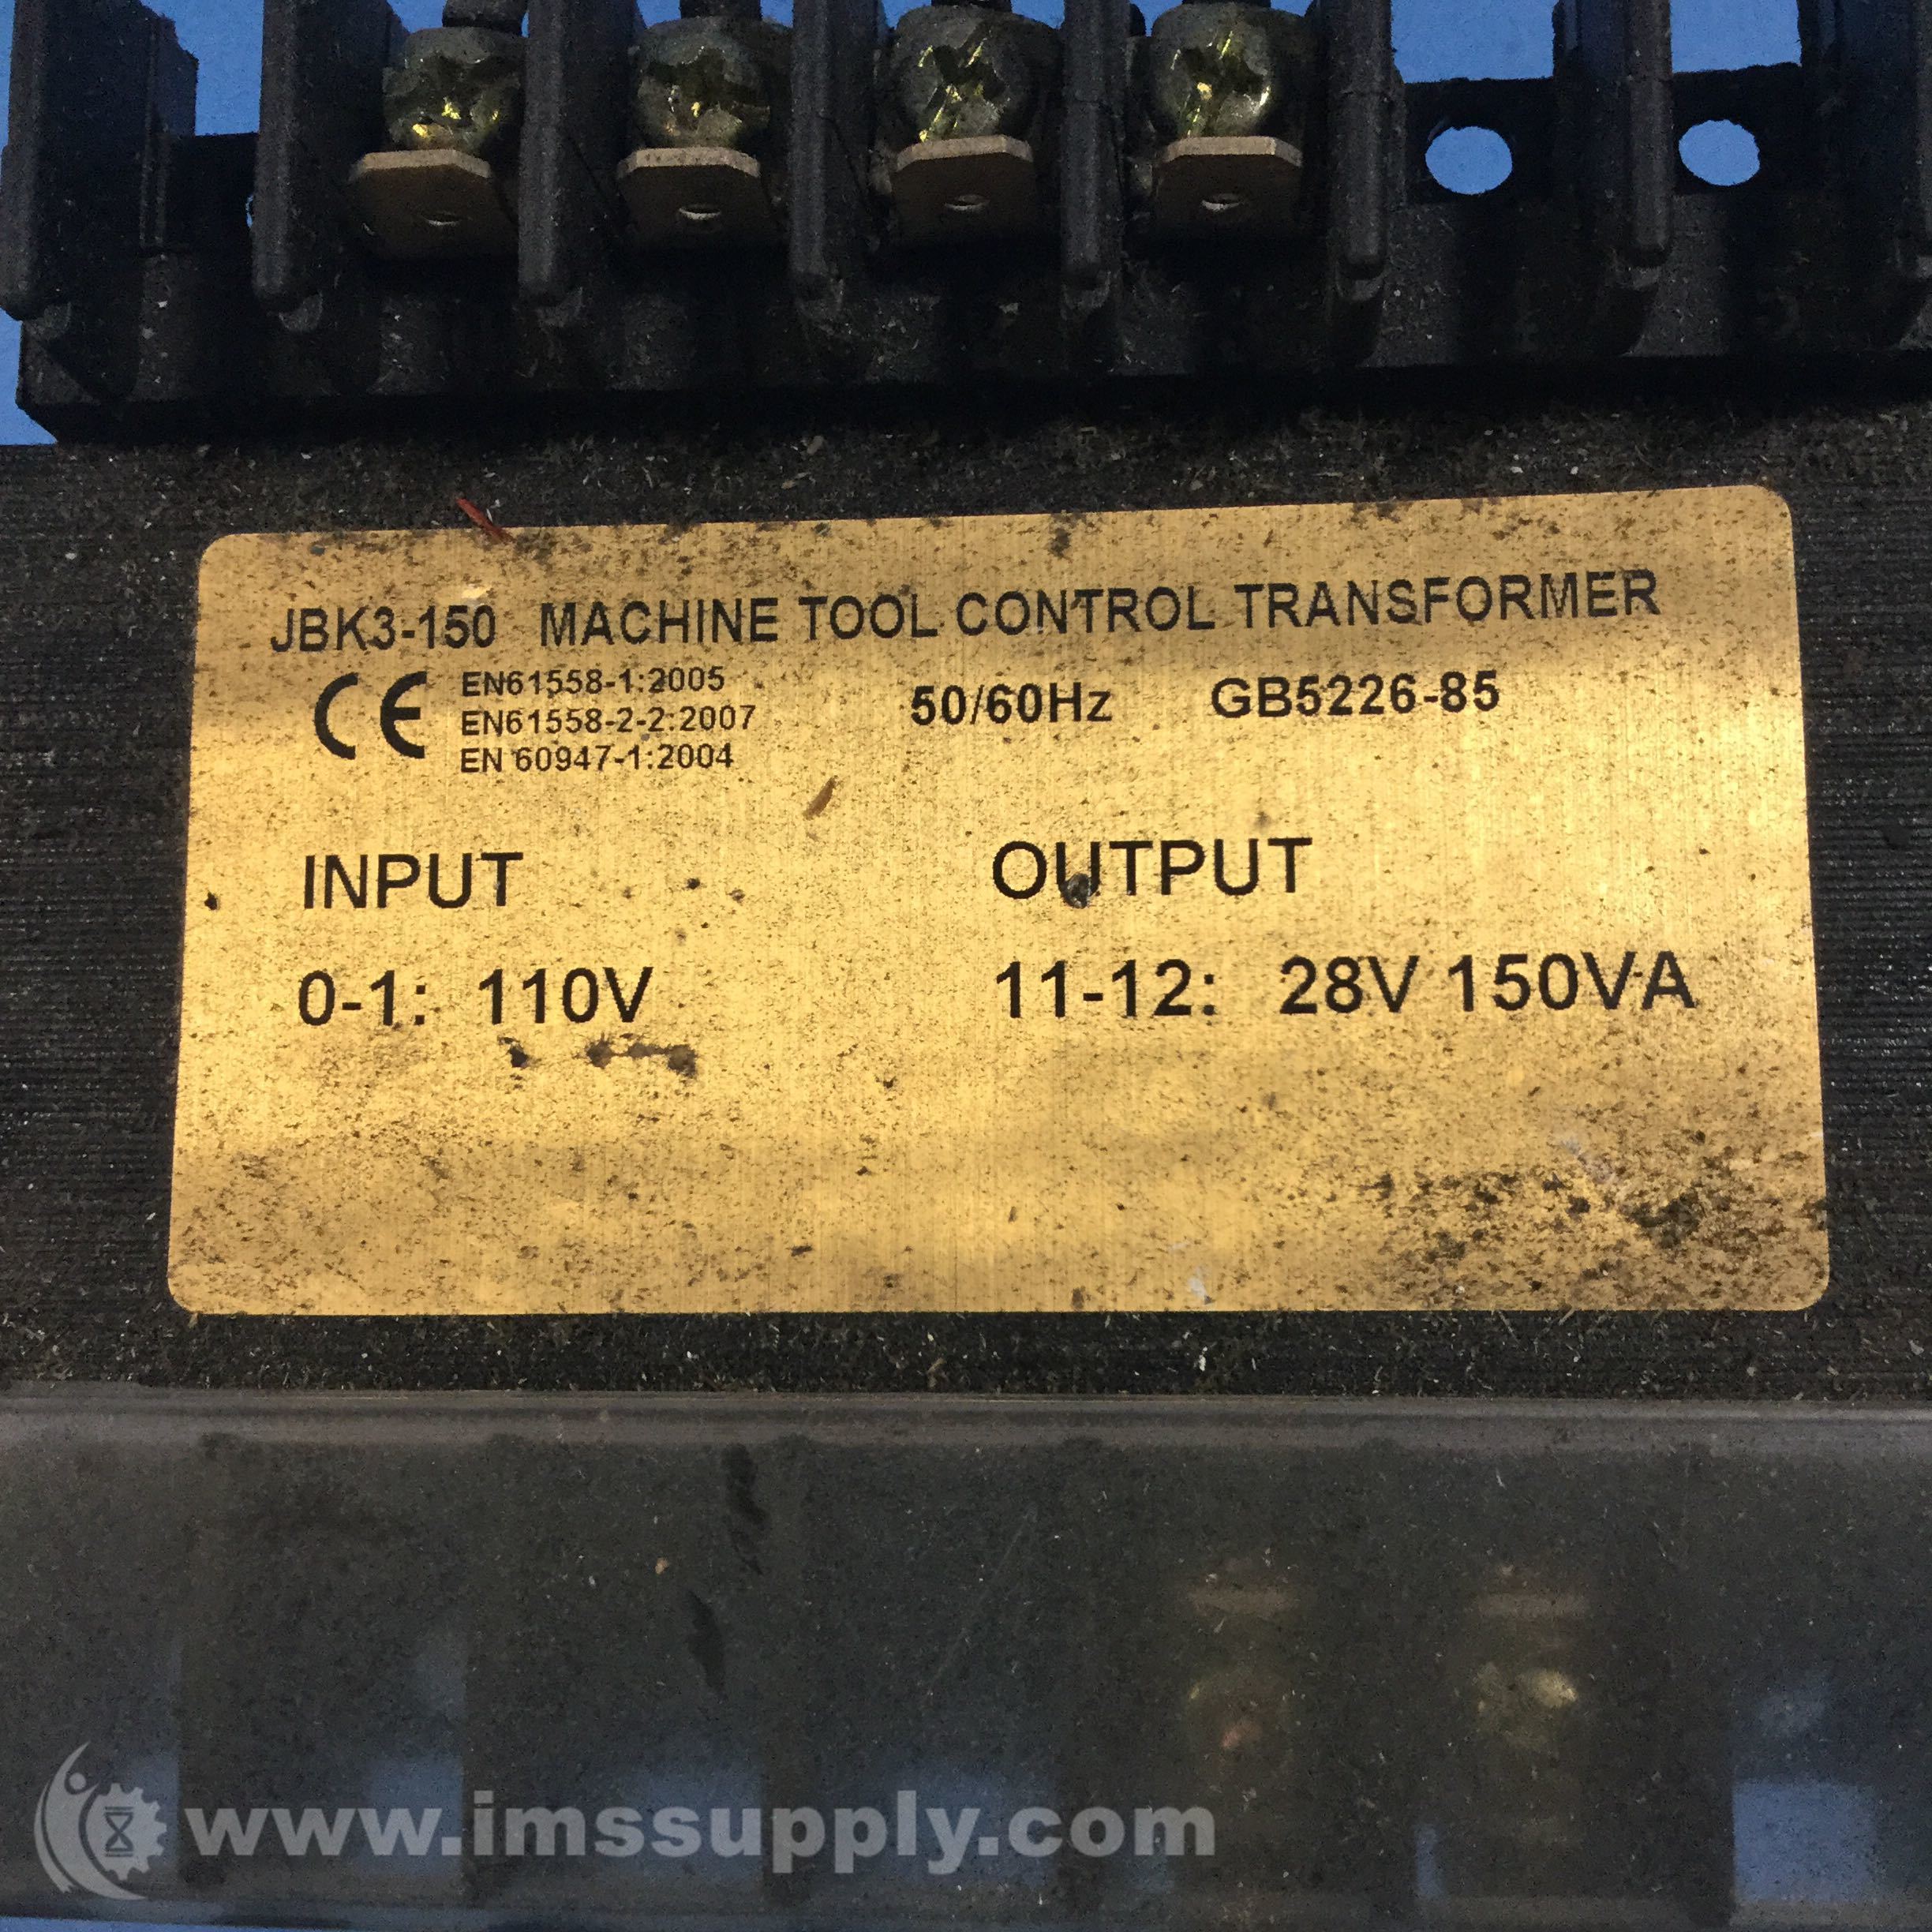 JBK3-150 MACHINE TOOL CONTROL TRANSFORMER
CE EN61558-1:2005
EN61558-2-2:2007 50/60Hz GB5226-85
EN 60947-1:2004
INPUT OUTPUT
0-1: 110V 11-12: 28V 150VA
www.imssupply.com